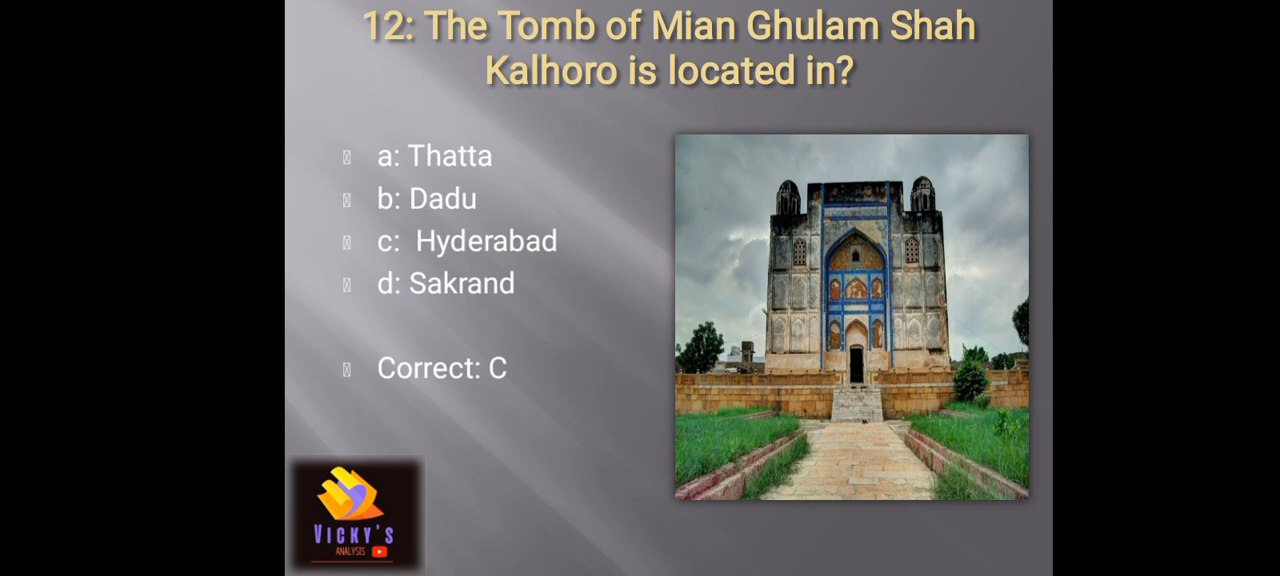 12: The Tomb of Mian Ghulam Shah
Kalhoro is located in?
a: Thatta
b: Dadu
c: Hyderabad
d: Sakrand
Correct: C
VICKY'S
ANALYSIS